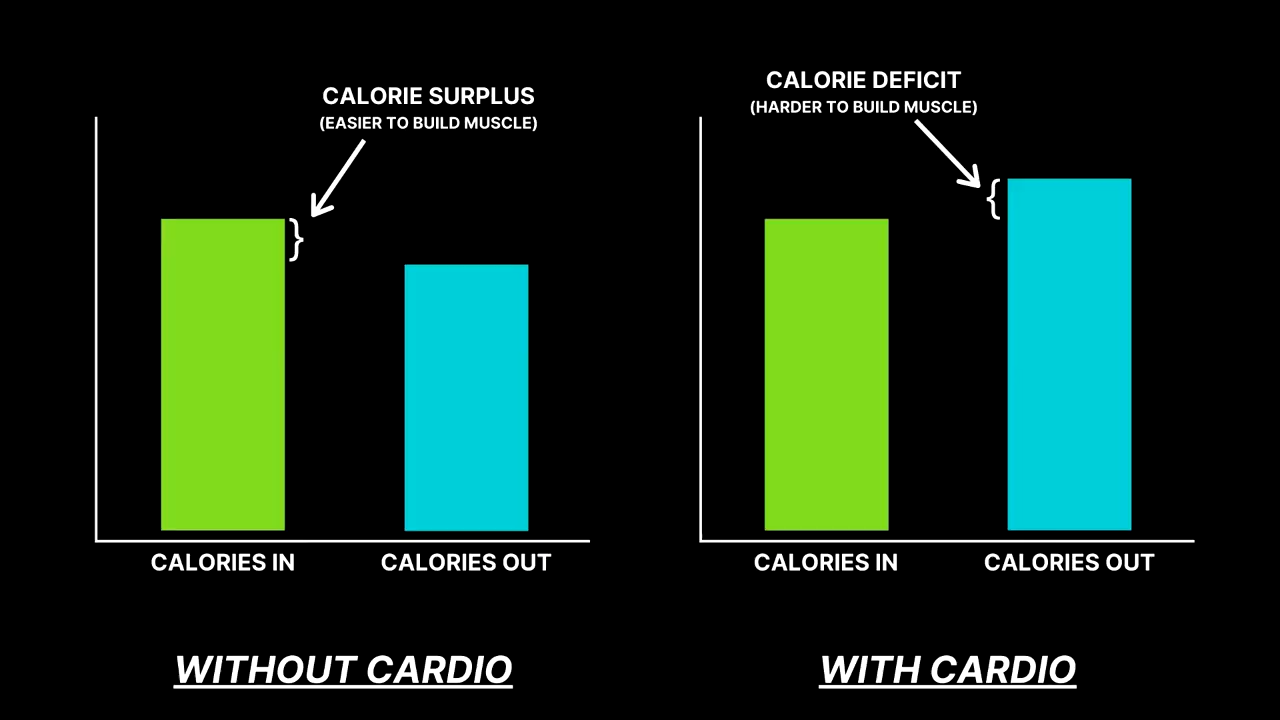 CALORIE SURPLUS
(EASIER TO BUILD MUSCLE)
}
CALORIES IN
CALORIES OUT
WITHOUT CARDIO
CALORIE DEFICIT
(HARDER TO BUILD MUSCLE)
{
CALORIES IN
CALORIES OUT
WITH CARDIO